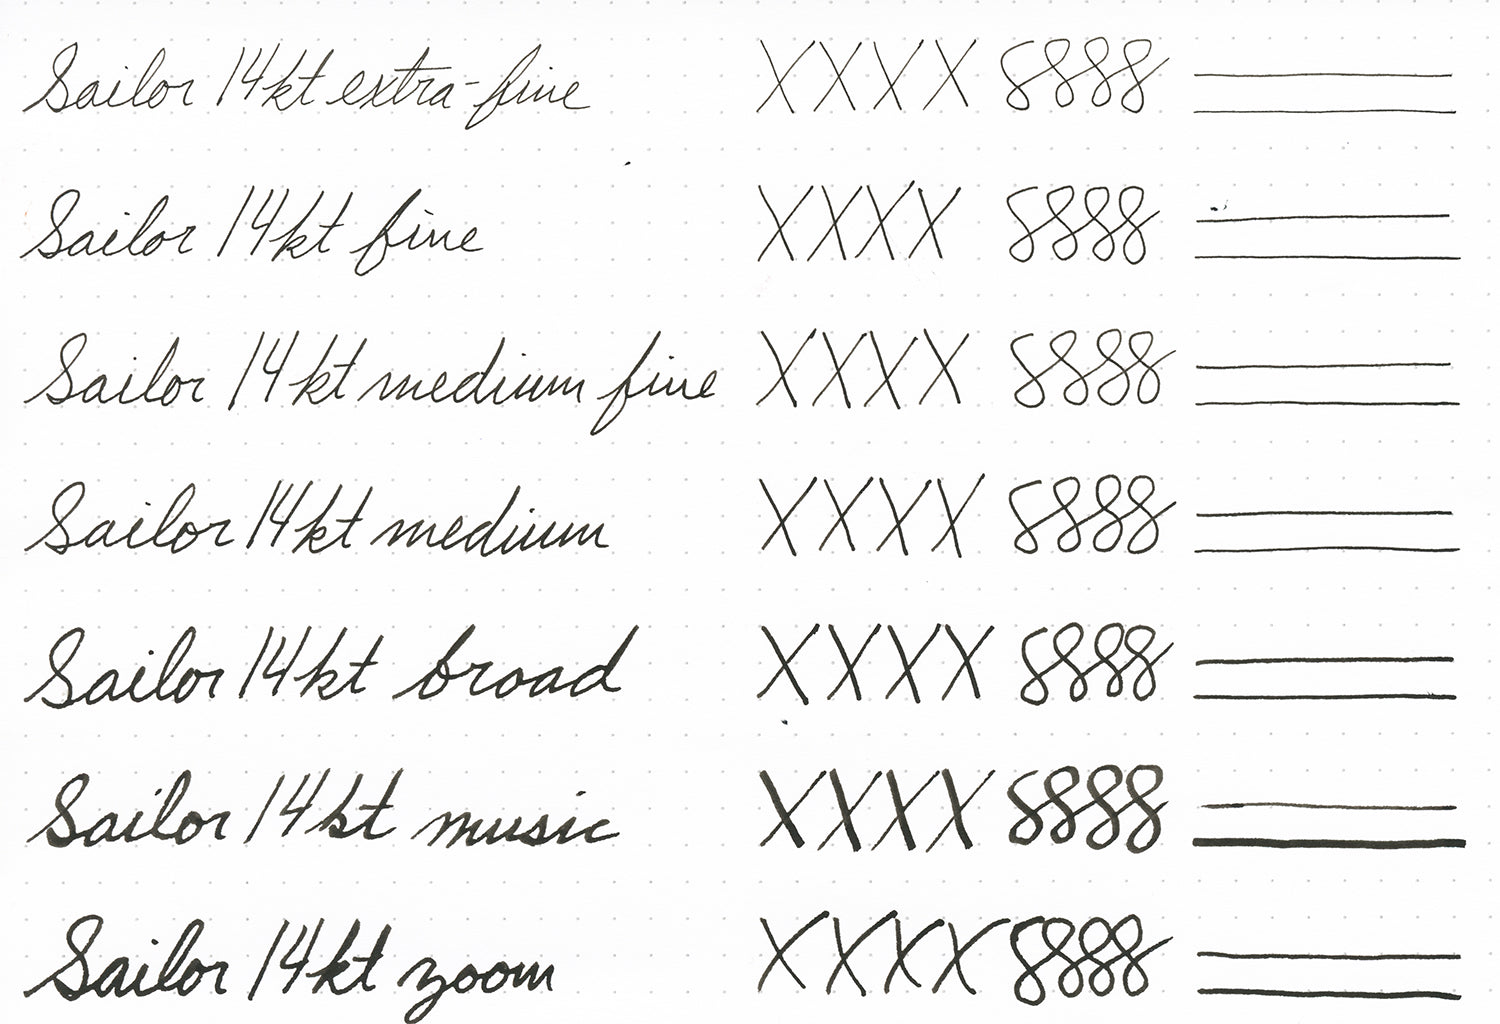 Sailor 14kt extra-fine XXXX 8888
Sailor 14kt fine XXXX 8888
Sailor 14kt medium fine XXXX 8888
Sailor 14kt medium XXXX 8888
Sailor 14kt broad XXXX 8888
Sailor 14kt music XXXX 8888
Sailor 14kt zoom XXXX 8888